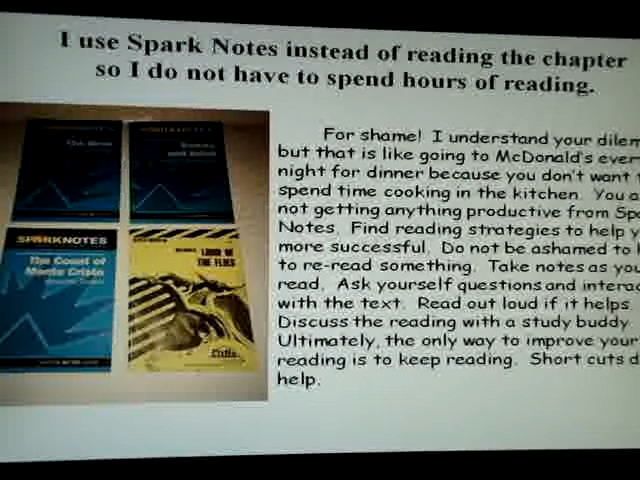 I use Spark Notes instead of reading the chapter
so I do not have to spend hours of reading.
For shame! I understand your dilem
but that is like going to McDonald's ever
night for dinner because you don't want t
spend time cooking in the kitchen. You a
not getting anything productive from Sp
Notes. Find reading strategies to help y
more successful. Do not be ashamed to h
to re-read something. Take notes as you
read. Ask yourself questions and interac
with the text. Read out loud if it helps.
Discuss the reading with a study buddy.
Ultimately, the only way to improve your
reading is to keep reading. Short cuts d
help.
SPARKNOTES
The Count of
Monte Cristo
LORD OF
THE FLIES
Cliffs